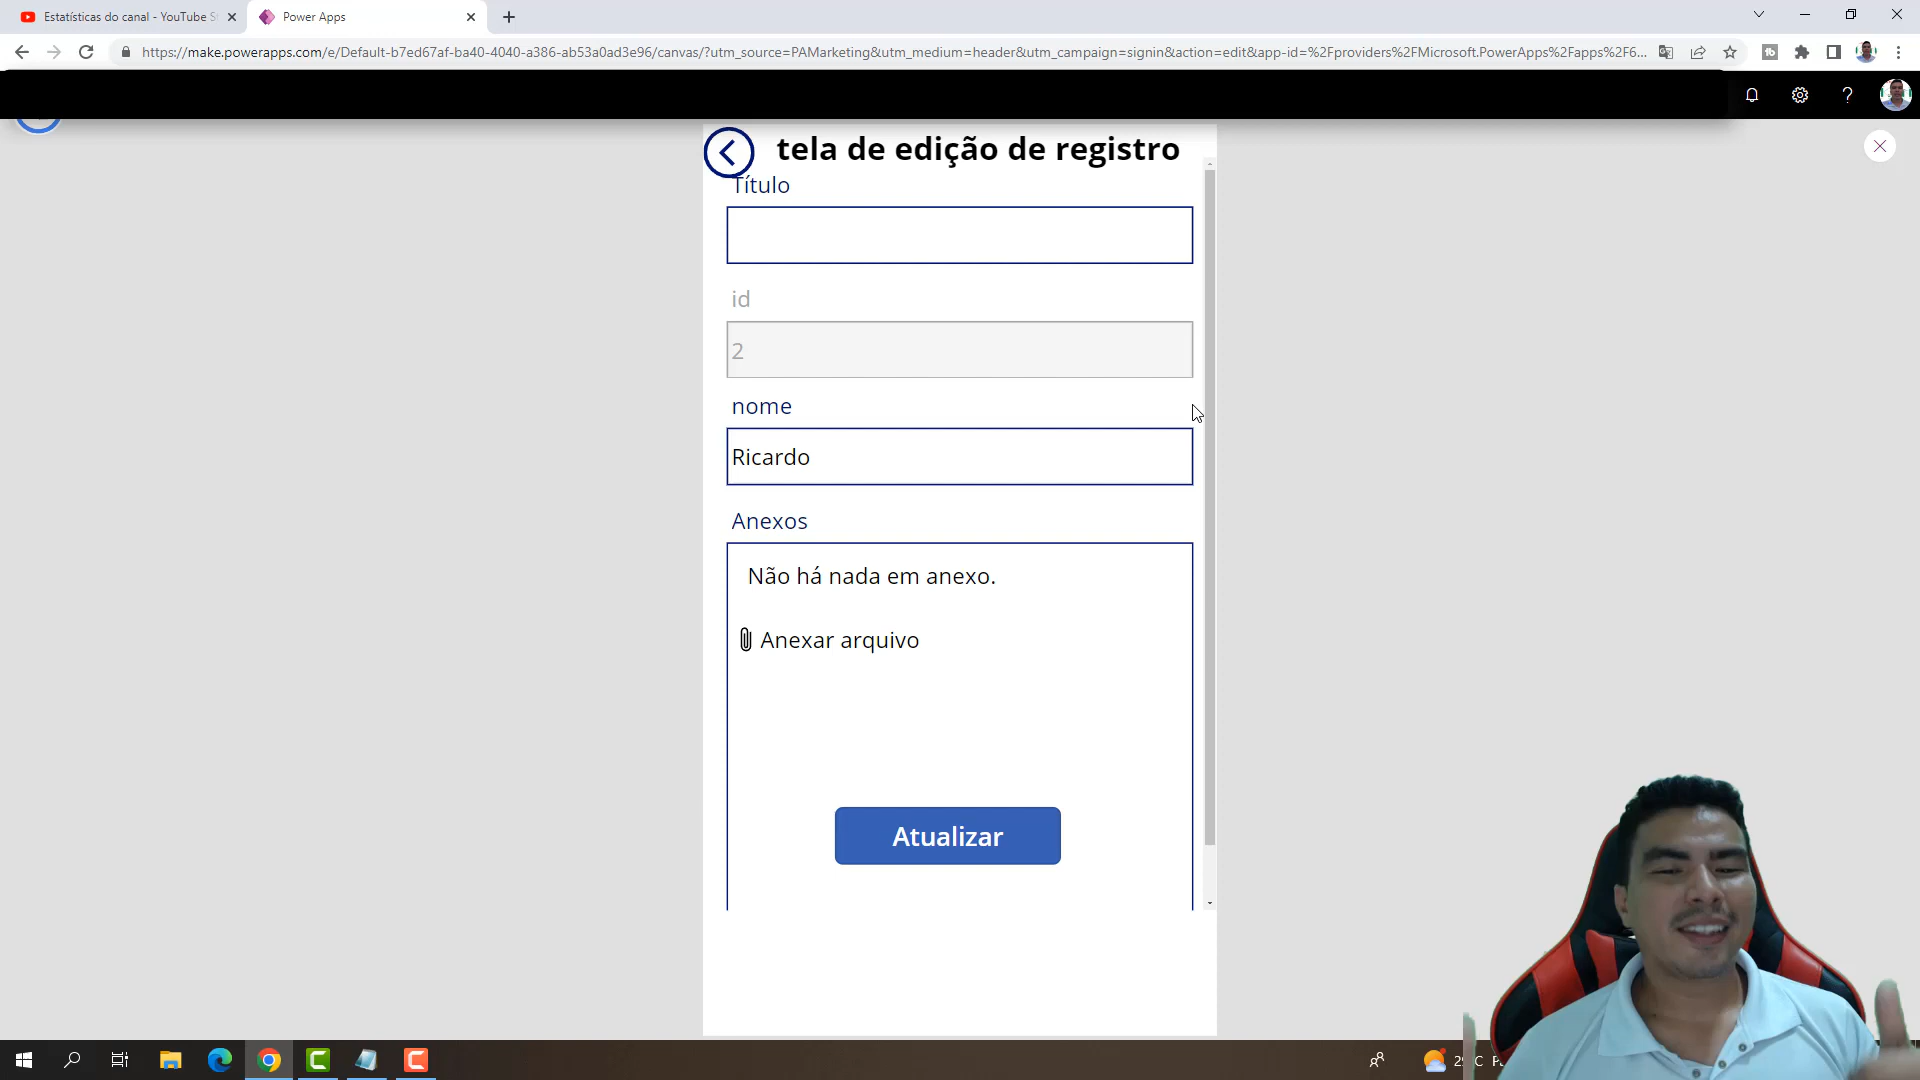 Estatísticas do canal - YouTube S
Power Apps
https://make.powerapps.com/e/Default-b7ed67af-ba40-4040-a386-ab53a0ad3e96/canvas/?utm_source=PAMarketing&utm_medium=header&utm_campaign=signin&action=edit&app-id=%2Fproviders%2FMicrosoft.PowerApps%2Fapps%2F6...
tela de edição de registro
Título
id
2
nome
Ricardo
Anexos
Não há nada em anexo.
Anexar arquivo
Atualizar